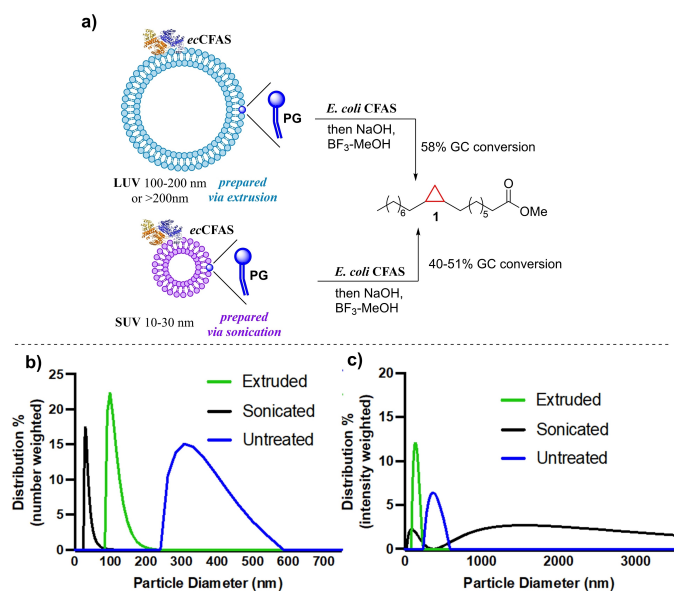 a)
ecCFAS
PG
LUV 100-200 nm
or >200nm
prepared
via extrusion
E. coli CFAS
then NaOH,
BF3-MeOH
58% GC conversion
6
1
5
O
OMe
ecCFAS
PG
SUV 10-30 nm
prepared
via sonication
E. coli CFAS
then NaOH,
BF3-MeOH
40-51% GC conversion
b)
Distribution %
(number weighted)
25
20
15
10
5
0
0 100 200 300 400 500 600 700
Particle Diameter (nm)
Extruded
Sonicated
Untreated
c)
Distribution %
(intensity weighted)
20
15
10
5
0
0 1000 2000 3000
Particle Diameter (nm)
Extruded
Sonicated
Untreated